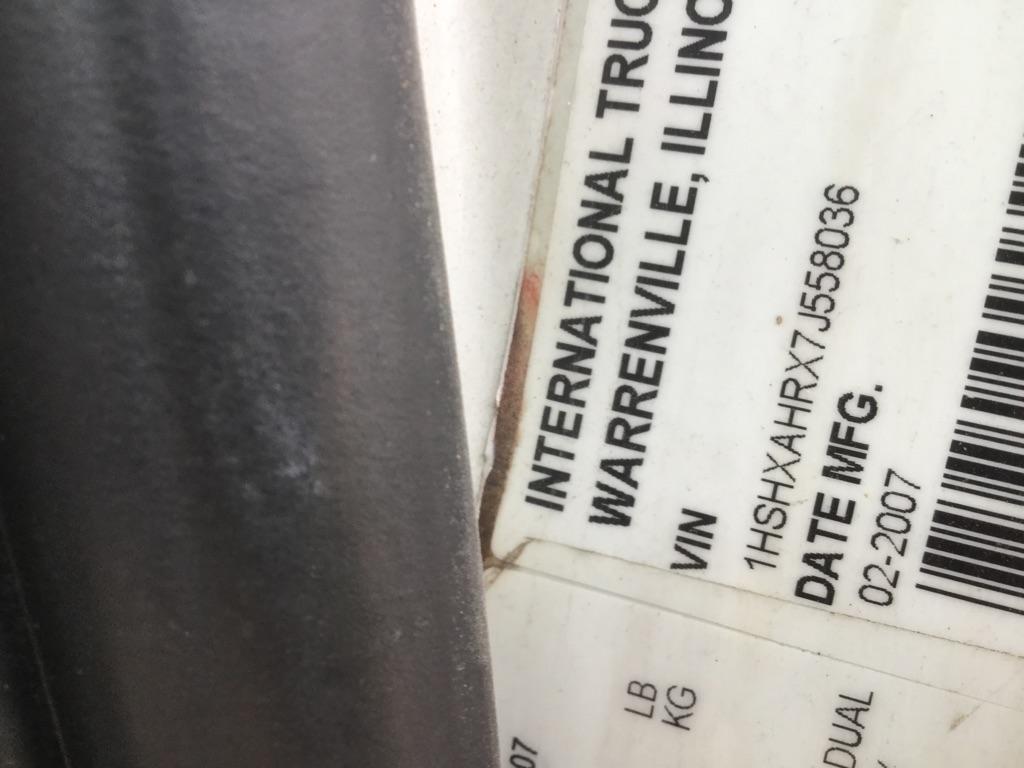 INTERNATIONAL TRUC
WARRENVILLE, ILLINO
VIN
1HSHXAHRX7J558036
DATE MFG.
02-2007
07
LB
KG
DUAL